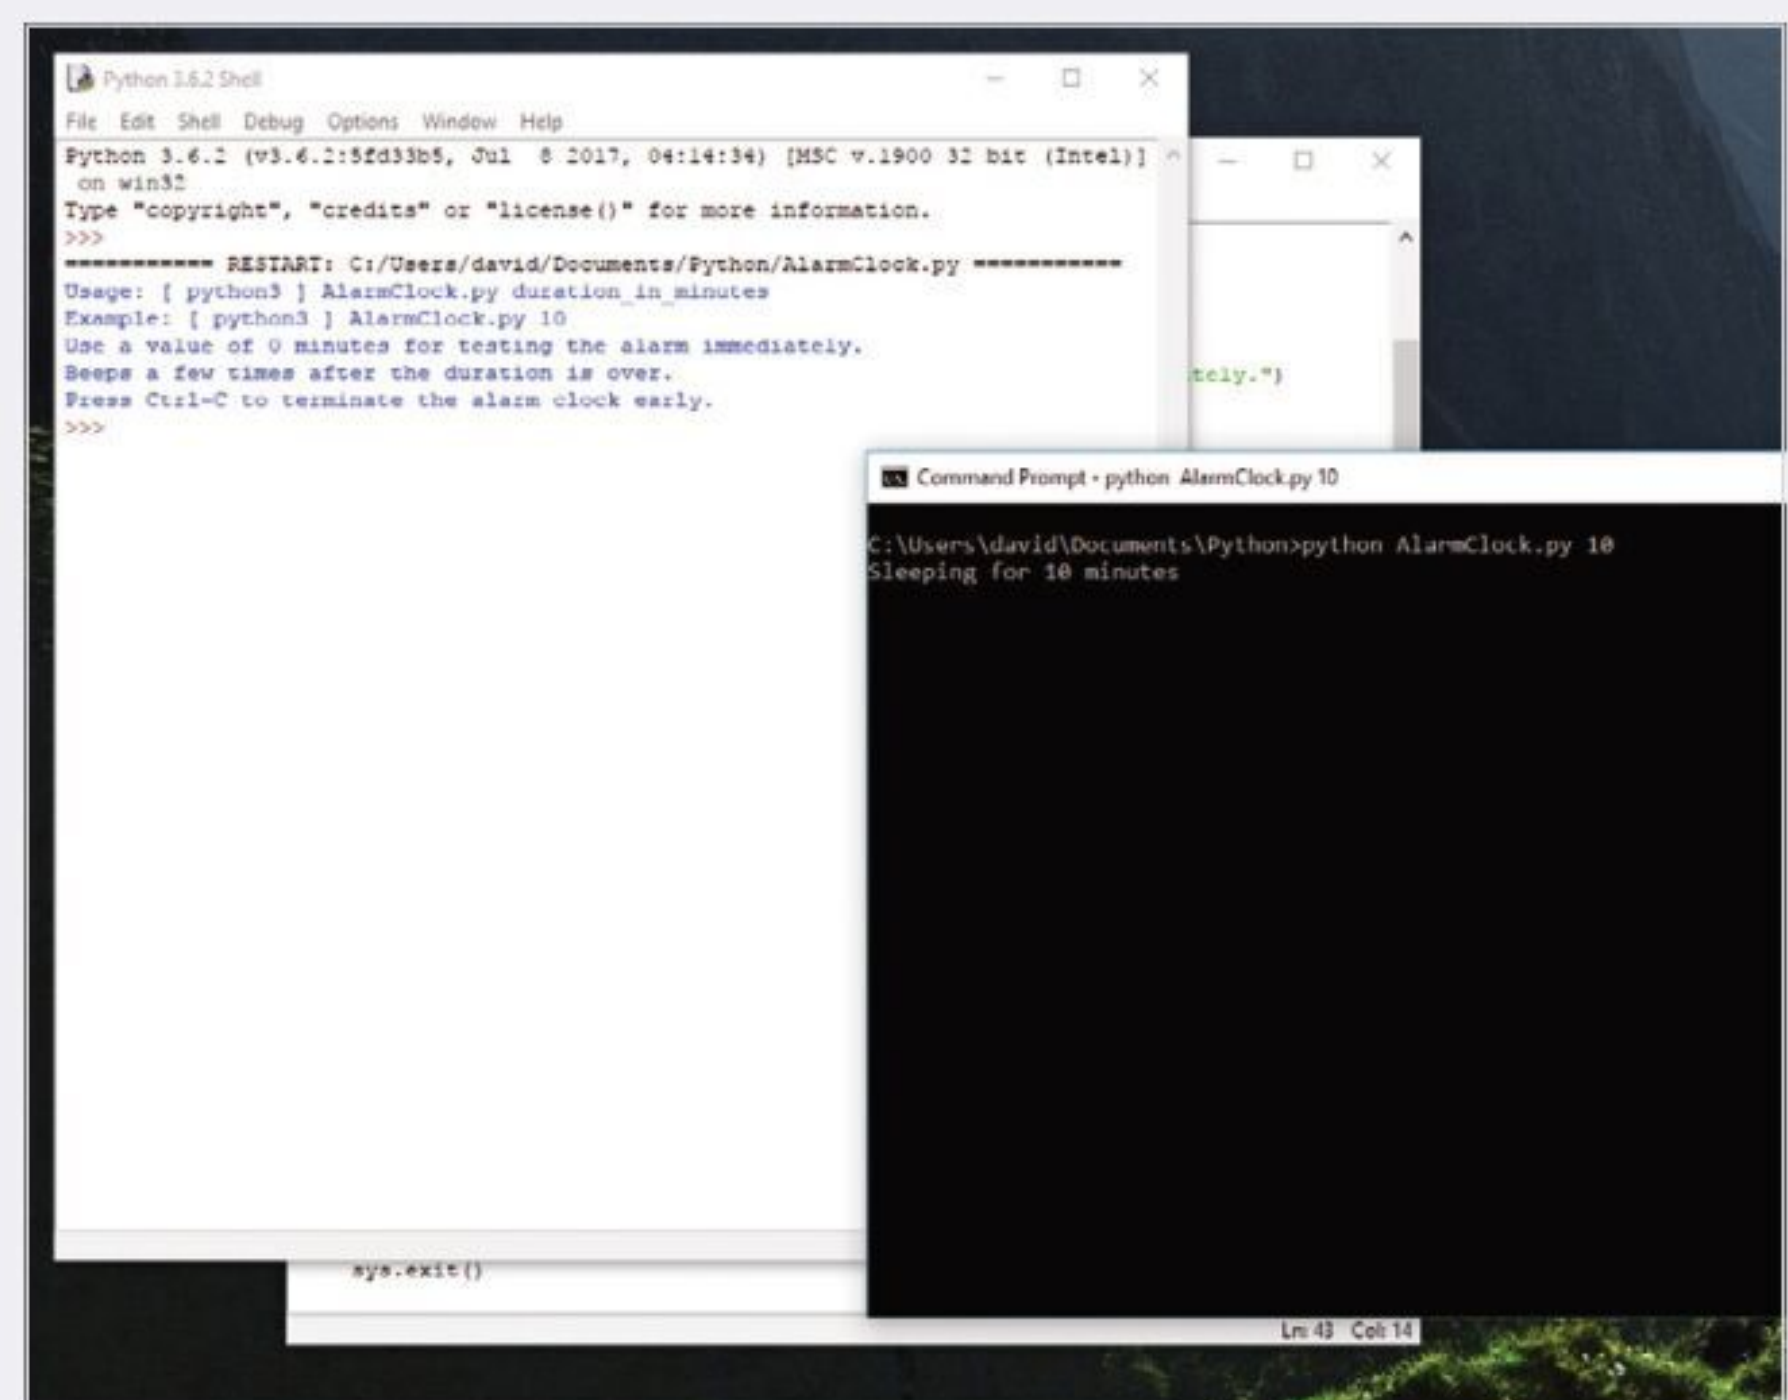 Python 3.6.2 Shell
File Edit Shell Debug Options Window Help
Python 3.6.2 (v3.6.2:5fd33b5, Jul 8 2017, 04:14:34) [MSC v.1900 32 bit (Intel)]
on win32
Type "copyright", "credits" or "license()" for more information.
>>>
=========== RESTART: C:/Users/david/Documents/Python/AlarmClock.py ===========
Usage: [ python3 ] AlarmClock.py duration_in_minutes
Example: [ python3 ] AlarmClock.py 10
Use a value of 0 minutes for testing the alarm immediately.
Beeps a few times after the duration is over.
Press Ctrl-C to terminate the alarm clock early.
>>>
tely.")
Command Prompt - python AlarmClock.py 10
C:\Users\david\Documents\Python>python AlarmClock.py 10
Sleeping for 10 minutes
sys.exit()
Ln: 43 Col: 14